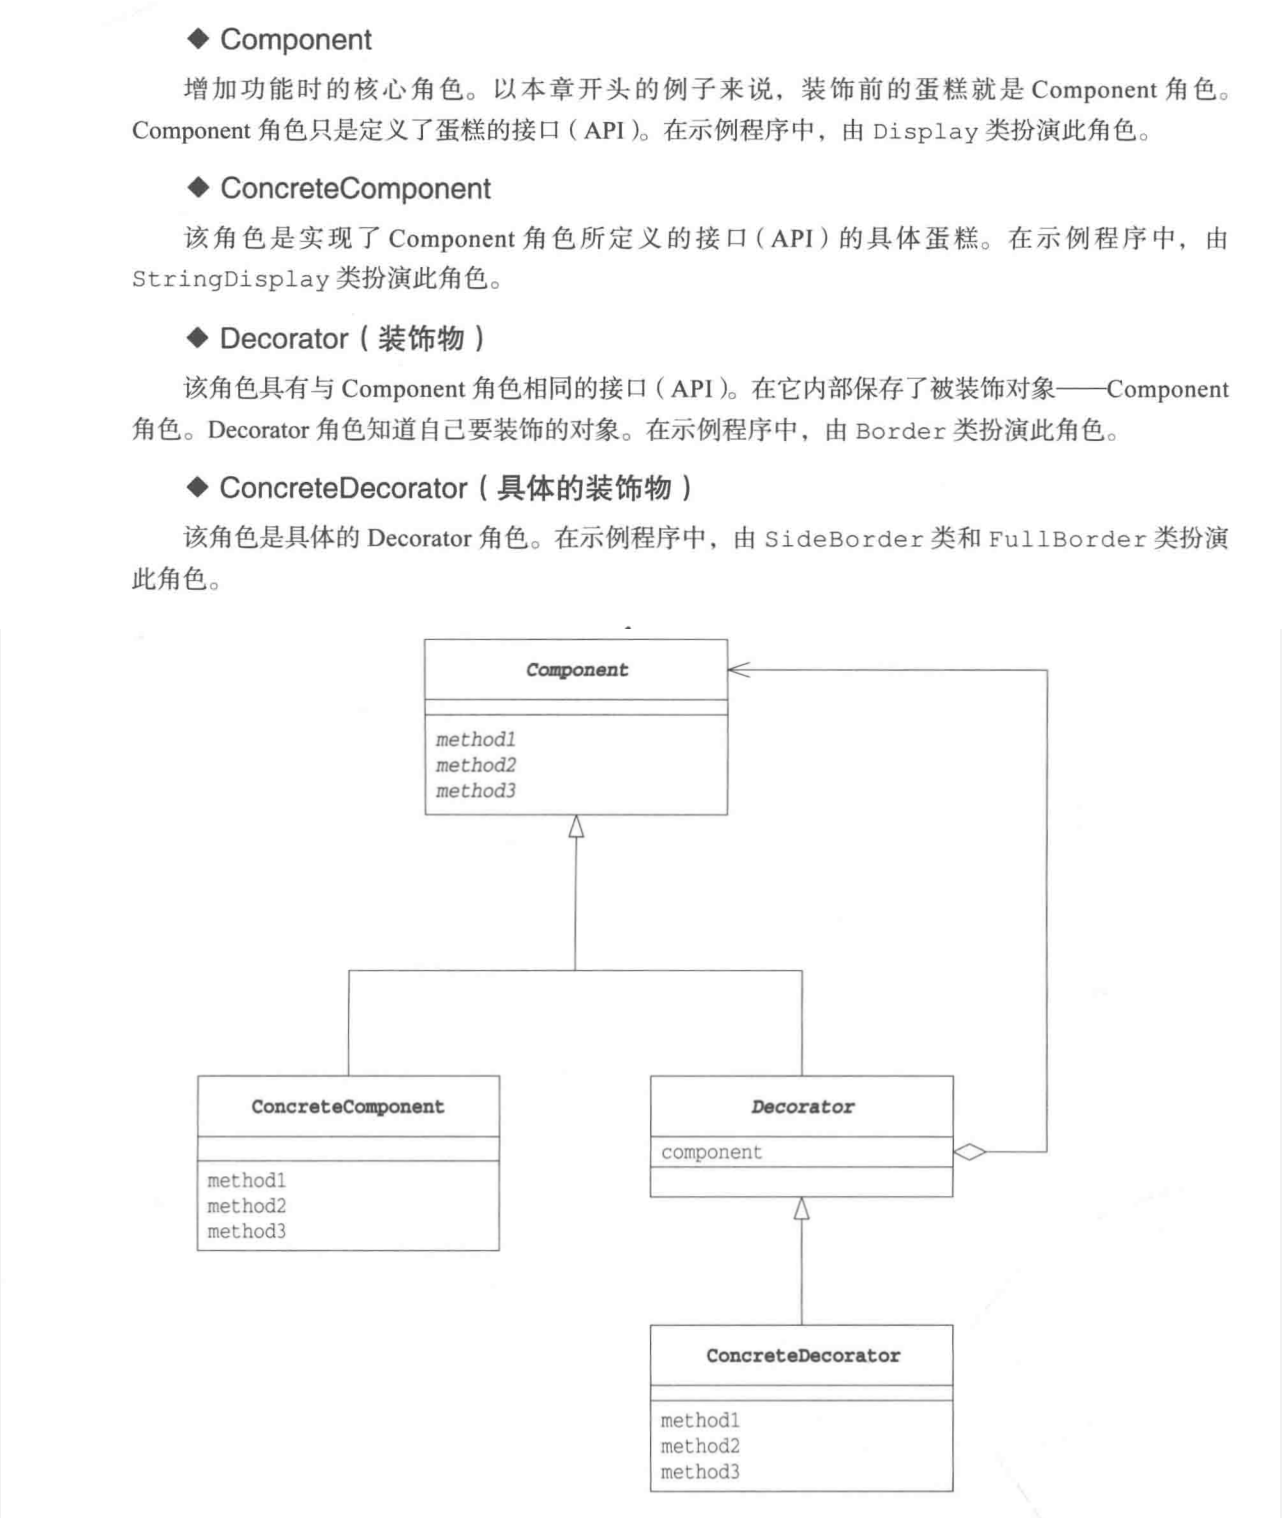 ◆ Component
增加功能时的核心角色。以本章开头的例子来说，装饰前的蛋糕就是 Component 角色。
Component 角色只是定义了蛋糕的接口（API）。在示例程序中，由 Display 类扮演此角色。
◆ ConcreteComponent
该角色是实现了 Component 角色所定义的接口（API）的具体蛋糕。在示例程序中，由
StringDisplay 类扮演此角色。
◆ Decorator（装饰物）
该角色具有与 Component 角色相同的接口（API）。在它内部保存了被装饰对象——Component
角色。Decorator 角色知道自己要装饰的对象。在示例程序中，由 Border 类扮演此角色。
◆ ConcreteDecorator（具体的装饰物）
该角色是具体的 Decorator 角色。在示例程序中，由 SideBorder 类和 FullBorder 类扮演
此角色。
Component
method1
method2
method3
ConcreteComponent
method1
method2
method3
Decorator
component
ConcreteDecorator
method1
method2
method3